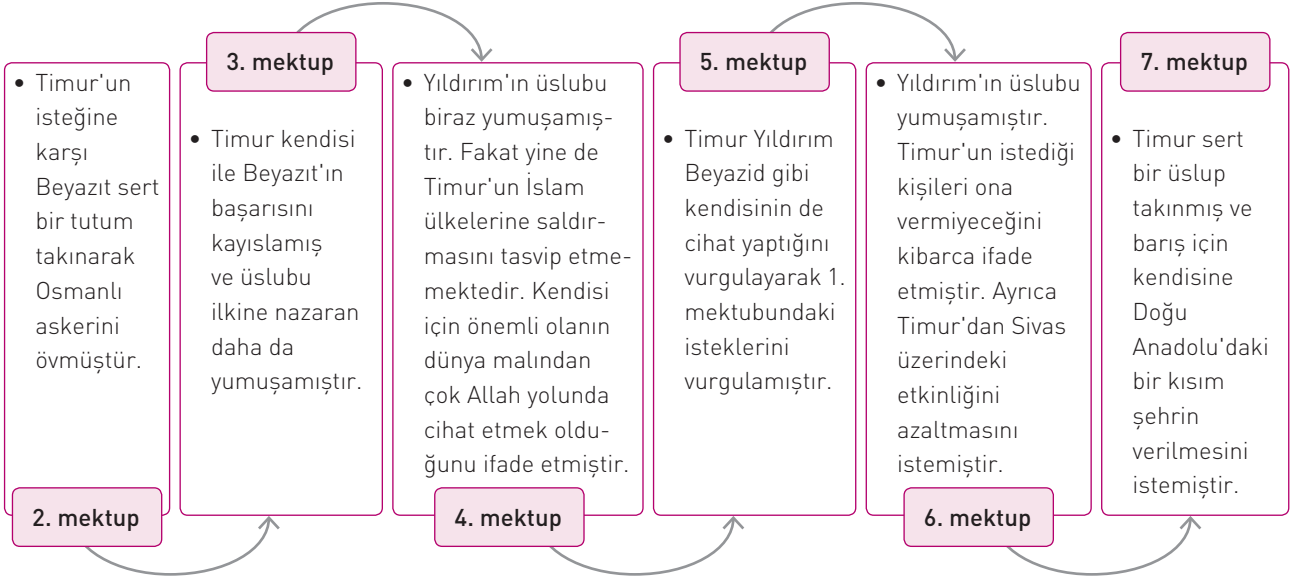 • Timur'un
isteğine
karşı
Beyazıt sert
bir tutum
takınarak
Osmanlı
askerini
övmüştür.
2. mektup
3. mektup
• Timur kendisi
ile Beyazıt'ın
başarısını
kayıslamış
ve üslubu
ilkine nazaran
daha da
yumuşamıştır.
• Yıldırım'ın üslubu
biraz yumuşamış-
tır. Fakat yine de
Timur'un İslam
ülkelerine saldır-
masını tasvip etme-
mektedir. Kendisi
için önemli olanın
dünya malından
çok Allah yolunda
cihat etmek oldu-
ğunu ifade etmiştir.
4. mektup
5. mektup
• Timur Yıldırım
Beyazid gibi
kendisinin de
cihat yaptığını
vurgulayarak 1.
mektubundaki
isteklerini
vurgulamıştır.
• Yıldırım'ın üslubu
yumuşamıştır.
Timur'un istediği
kişileri ona
vermiyeceğini
kibarca ifade
etmiştir. Ayrıca
Timur'dan Sivas
üzerindeki
etkinliğini
azaltmasını
istemiştir.
6. mektup
7. mektup
• Timur sert
bir üslup
takınmış ve
barış için
kendisine
Doğu
Anadolu'daki
bir kısım
şehrin
verilmesini
istemiştir.